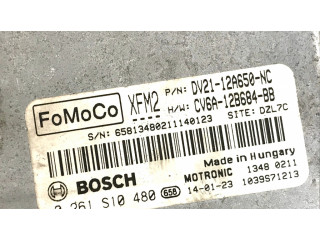 FoMoCo
XFM2 P/N: DV21-12A650-NC
H/W: CV6A-12B684-BB
S/N: 65813480211140123 SITE: DZL7C
Made in Hungary
BOSCH MOTRONIC 1348 0211
0 261 S10 480 658 14-01-23 1039S71213